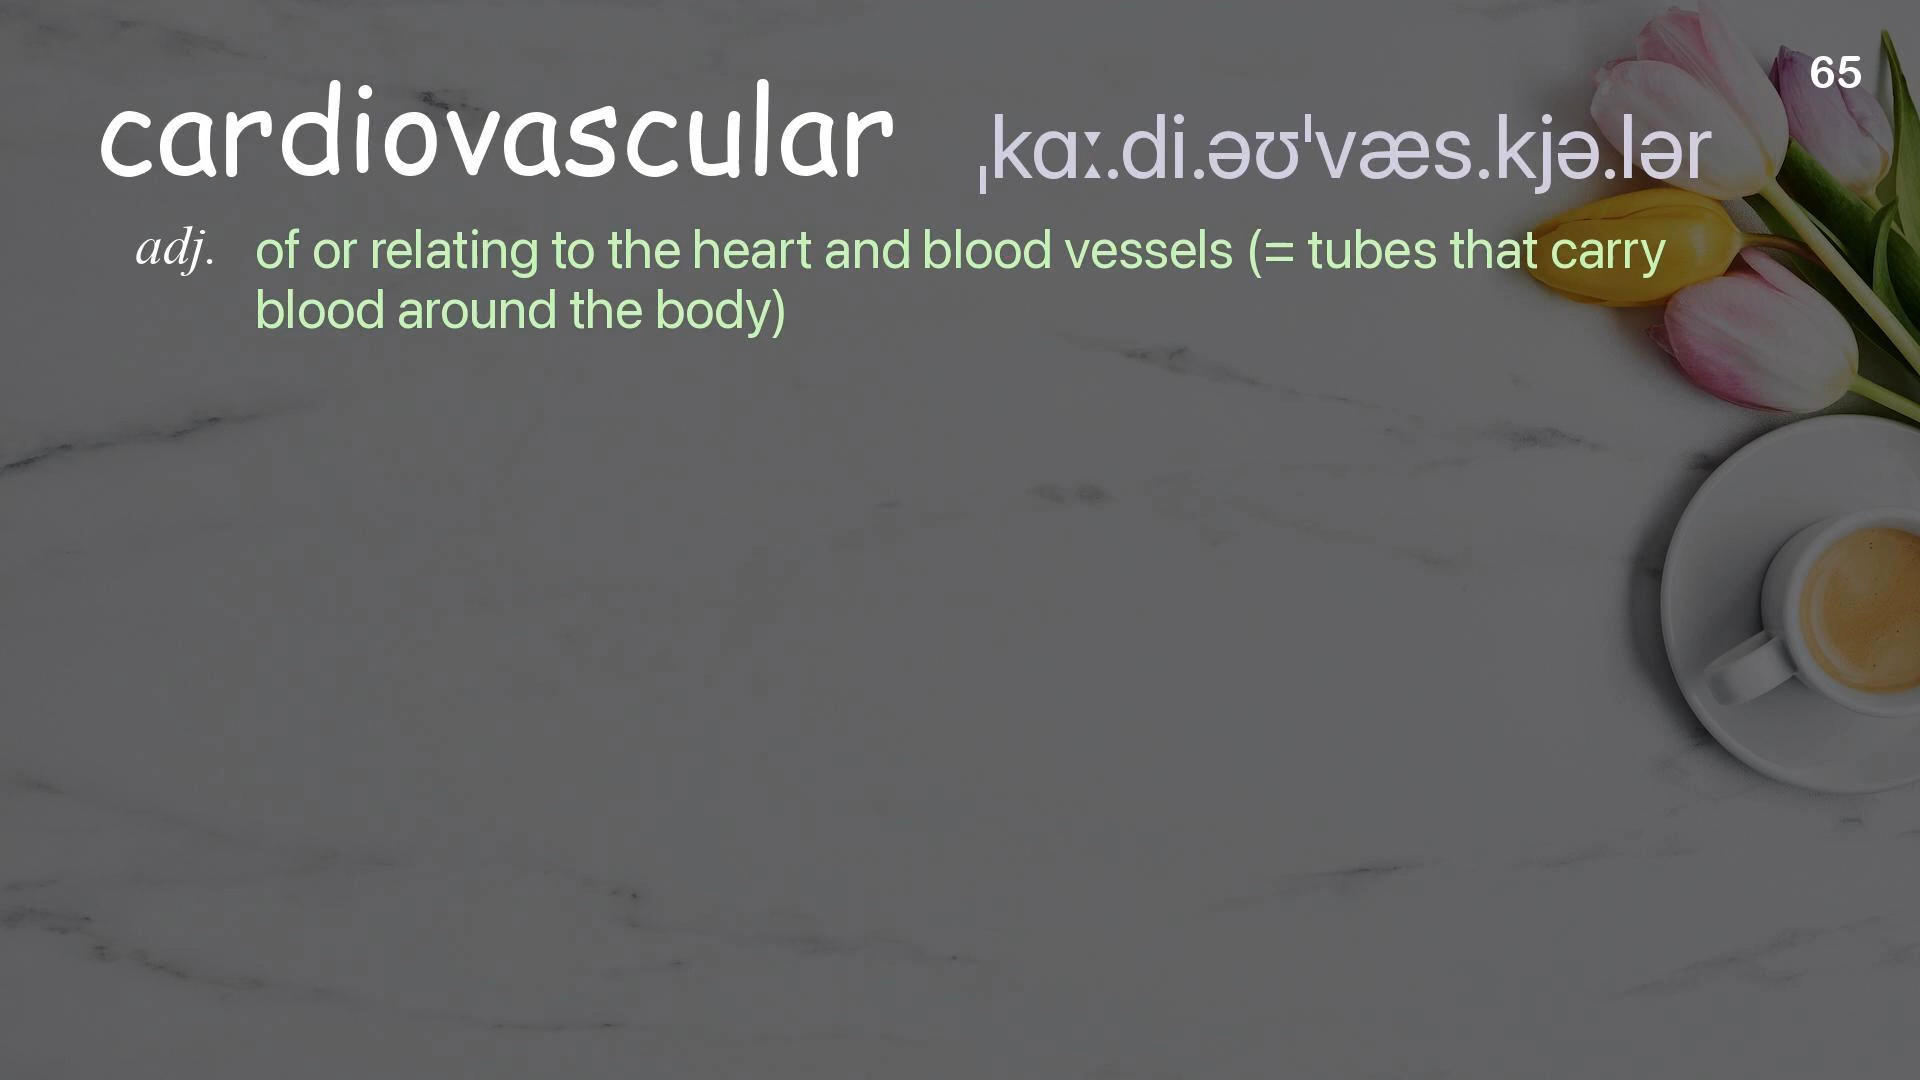 65
cardiovascular ˌkɑː.di.əʊˈvæs.kjə.lər
adj. of or relating to the heart and blood vessels (= tubes that carry
blood around the body)